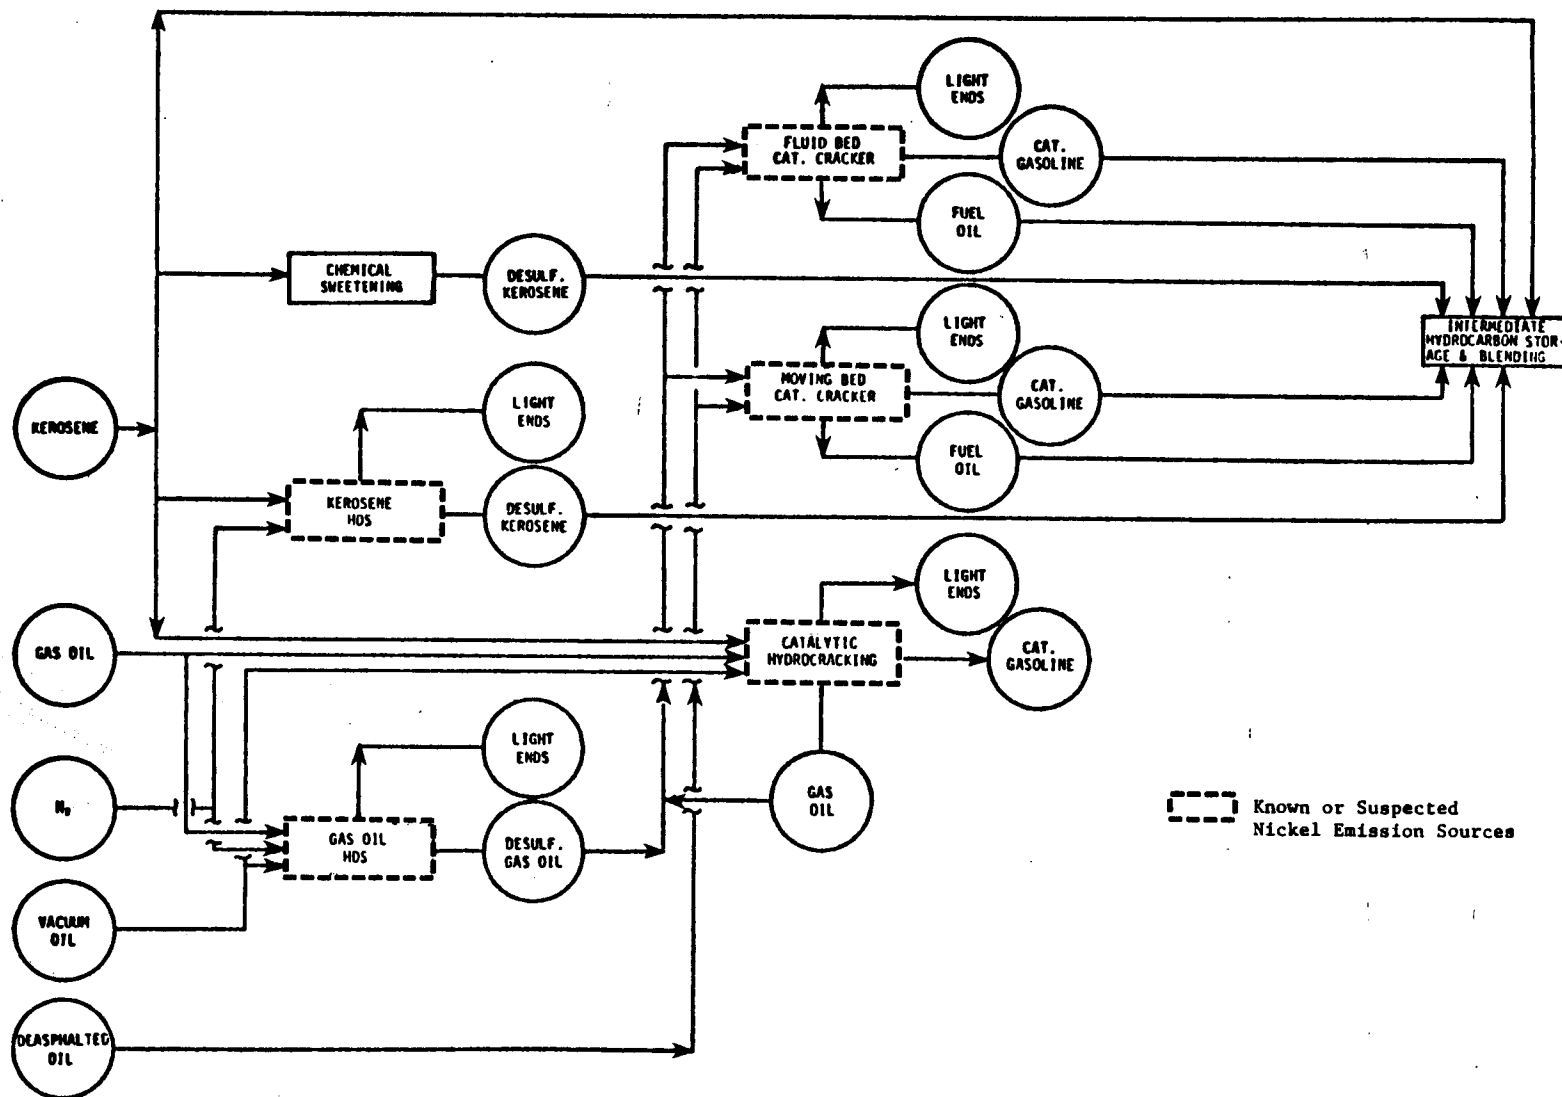 LIGHT
ENDS
FLUID BED
CAT. CRACKER
CAT.
GASOLINE
FUEL
OIL
CHEMICAL
SWEETENING
DESULF.
KEROSENE
LIGHT
ENDS
INTERMEDIATE
HYDROCARBON STOR-
AGE & BLENDING
MOVING BED
CAT. CRACKER
CAT.
GASOLINE
KEROSENE
LIGHT
ENDS
FUEL
OIL
KEROSENE
HDS
DESULF.
KEROSENE
LIGHT
ENDS
GAS OIL
CATALYTIC
HYDROCRACKING
CAT.
GASOLINE
LIGHT
ENDS
GAS
OIL
Known or Suspected
Nickel Emission Sources
GAS OIL
HDS
DESULF.
GAS OIL
VACUUM
OIL
DEASPHALTED
OIL